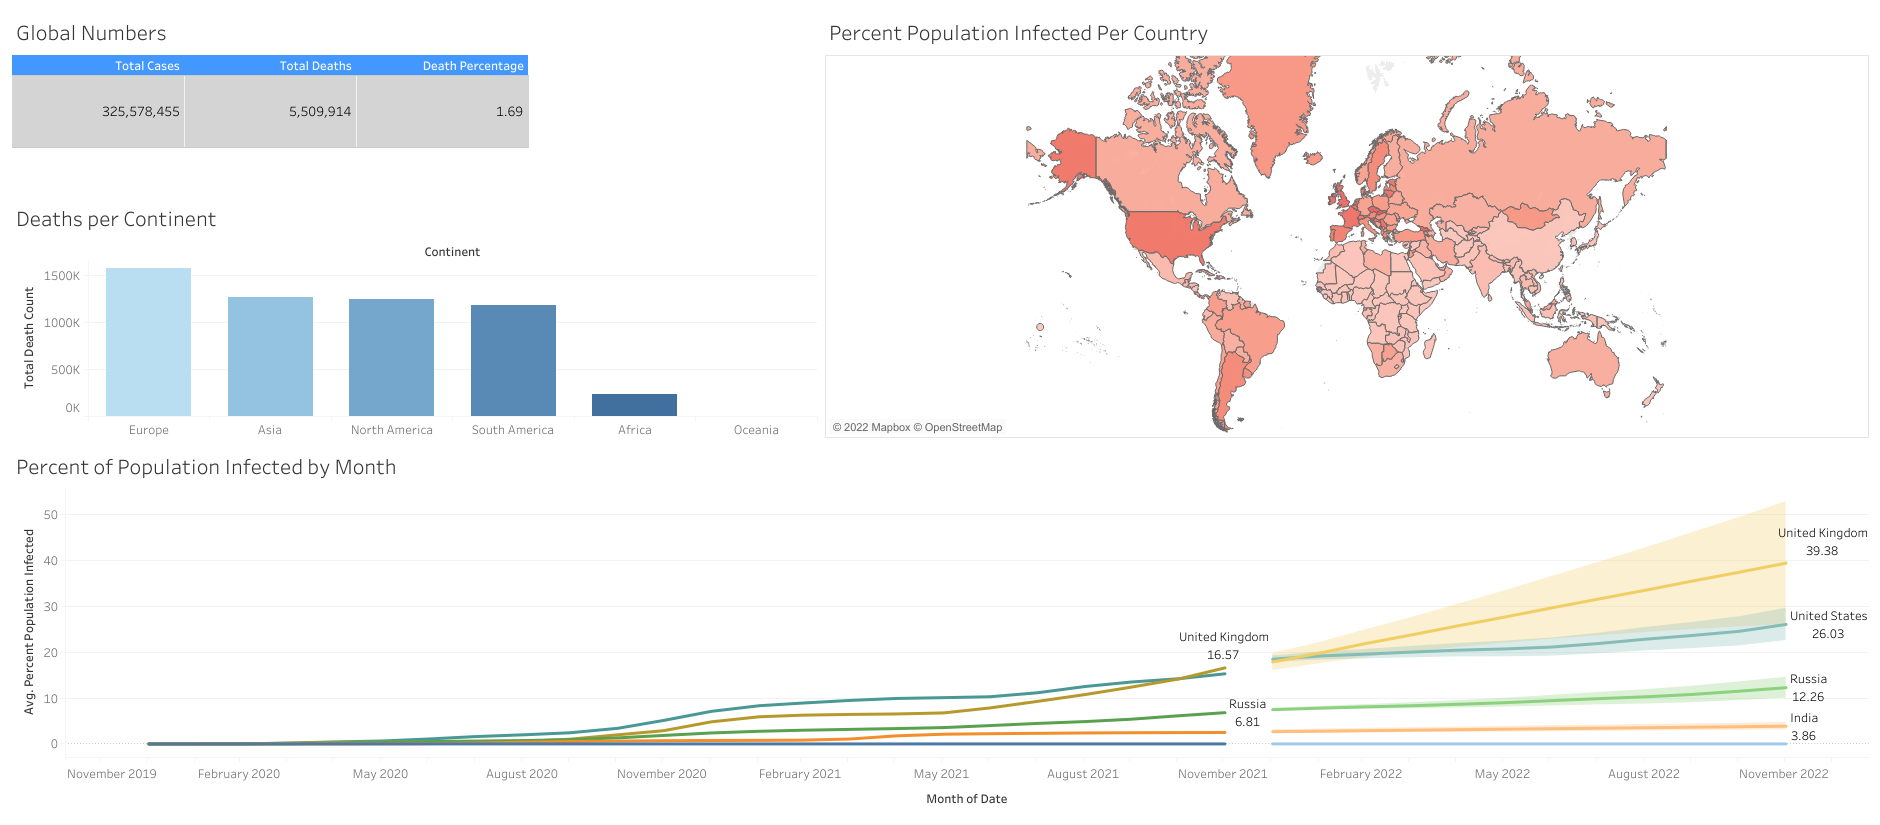 Global Numbers
Total Cases Total Deaths Death Percentage
325,578,455 5,509,914 1.69
Deaths per Continent
Continent
Total Death Count
1500K
1000K
500K
0K
Europe Asia North America South America Africa Oceania
Percent Population Infected Per Country
© 2022 Mapbox © OpenStreetMap
Percent of Population Infected by Month
Avg. Percent Population Infected
50
40
30
20
10
0
United Kingdom
16.57
Russia
6.81
United Kingdom
39.38
United States
26.03
Russia
12.26
India
3.86
November 2019 February 2020 May 2020 August 2020 November 2020 February 2021 May 2021 August 2021 November 2021 February 2022 May 2022 August 2022 November 2022
Month of Date